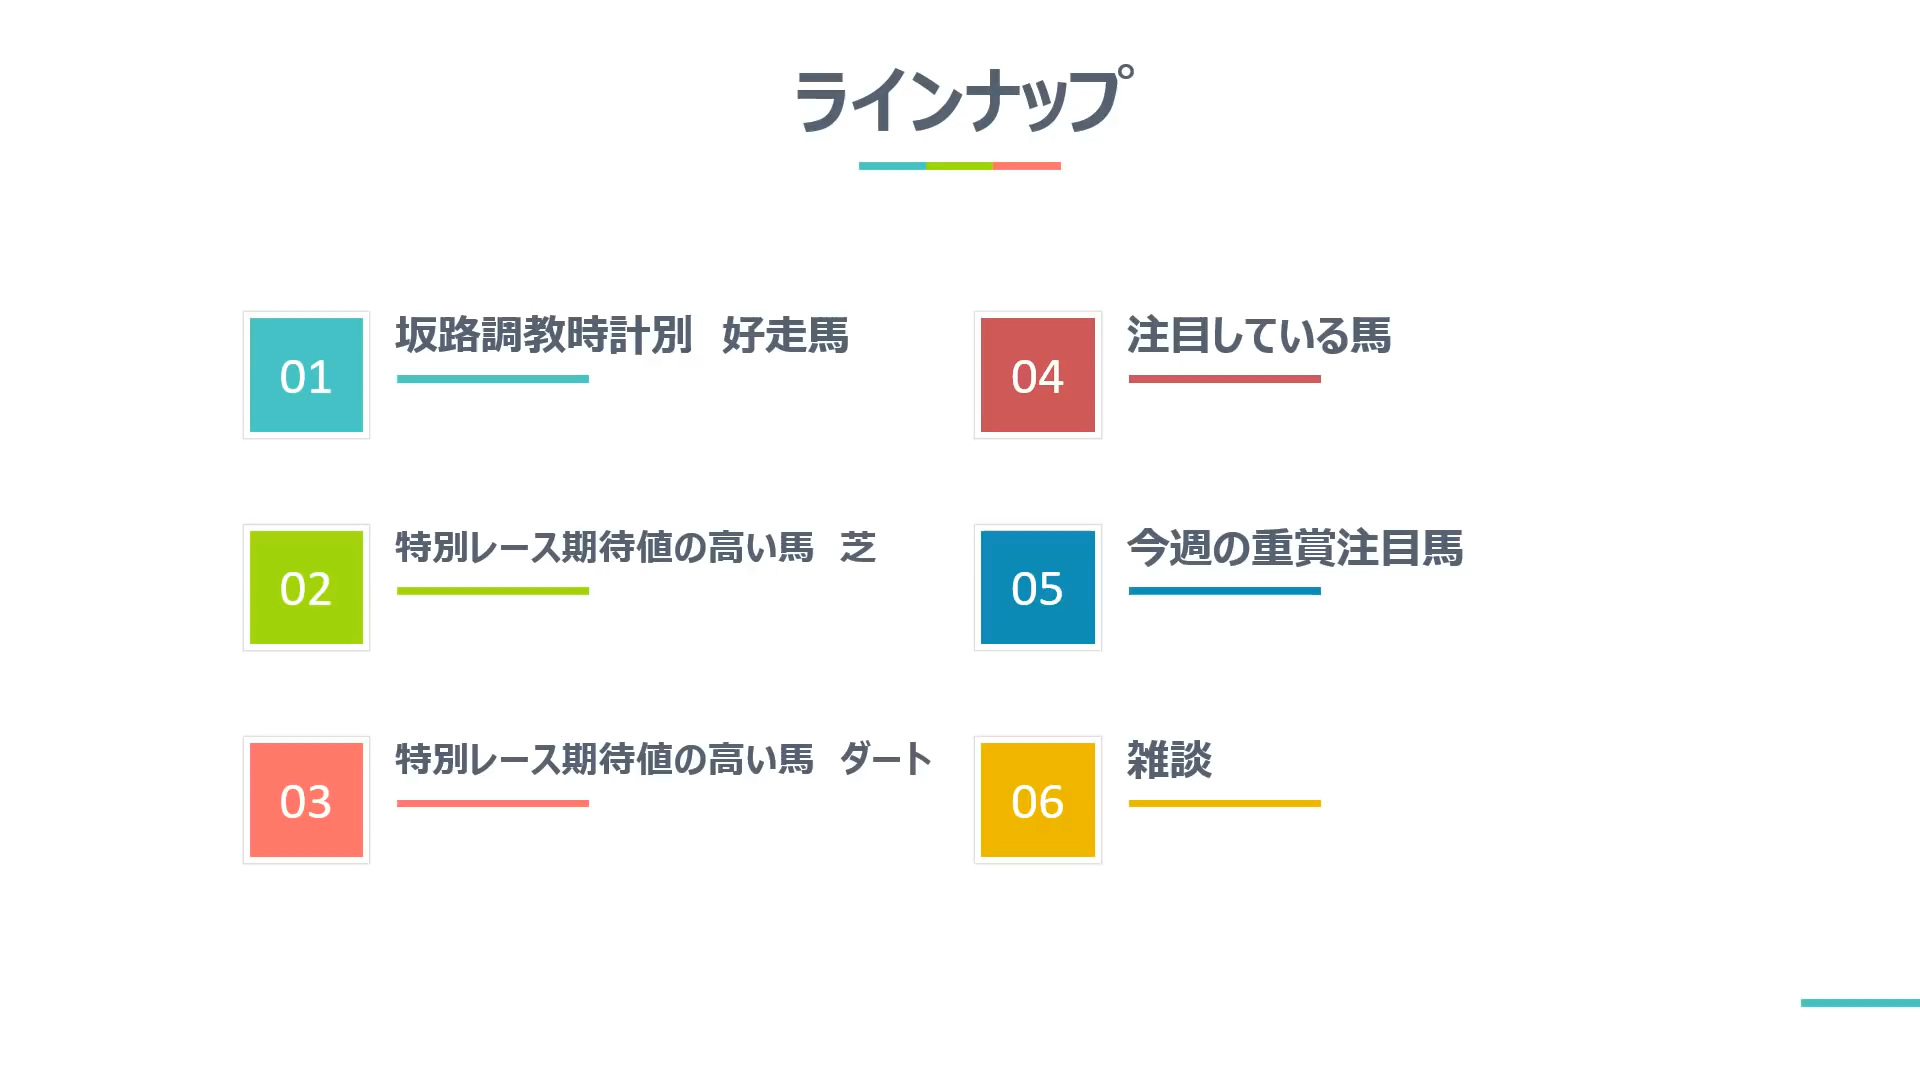 ラインナップ
01
坂路調教時計別　好走馬
02
特別レース期待値の高い馬　芝
03
特別レース期待値の高い馬　ダート
04
注目している馬
05
今週の重賞注目馬
06
雑談